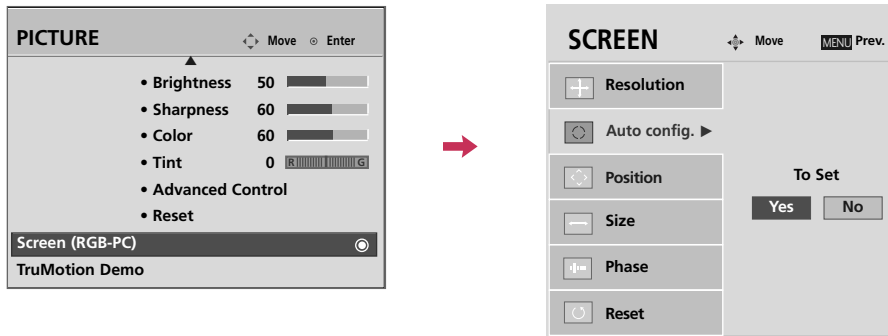 PICTURE
Move Enter
• Brightness 50
• Sharpness 60
• Color 60
• Tint 0 R G
• Advanced Control
• Reset
Screen (RGB-PC)
TruMotion Demo
SCREEN
Move MENU Prev.
Resolution
Auto config. ►
Position
Size
Phase
Reset
To Set
Yes No